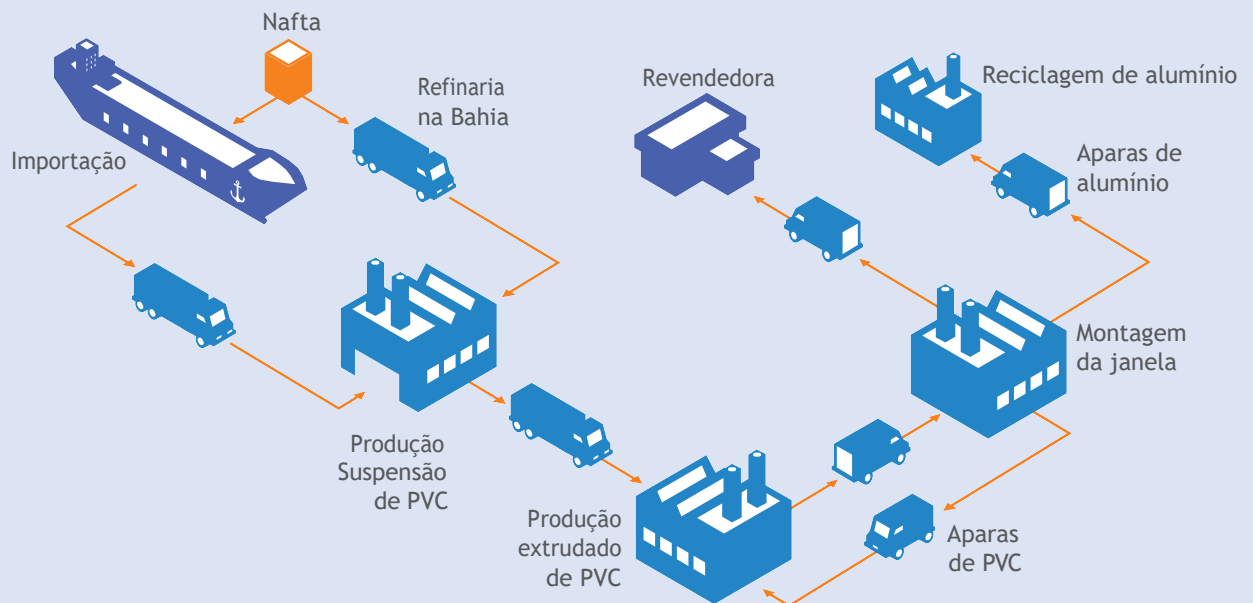 Nafta
Refinaria
na Bahia
Importação
Revendedora
Reciclagem de alumínio
Aparas de
alumínio
Montagem
da janela
Produção
Suspensão
de PVC
Produção
extrudado
de PVC
Aparas
de PVC